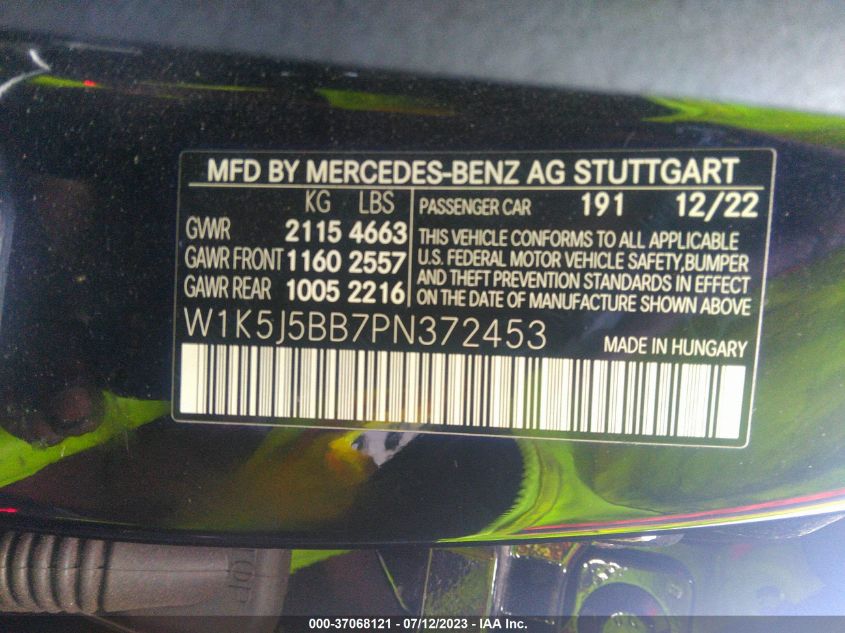 MFD BY MERCEDES-BENZ AG STUTTGART
KG LBS
GVWR 2115 4663
GAWR FRONT 1160 2557
GAWR REAR 1005 2216
PASSENGER CAR 191 12/22
THIS VEHICLE CONFORMS TO ALL APPLICABLE
U.S. FEDERAL MOTOR VEHICLE SAFETY,BUMPER
AND THEFT PREVENTION STANDARDS IN EFFECT
ON THE DATE OF MANUFACTURE SHOWN ABOVE
W1K5J5BB7PN372453
MADE IN HUNGARY
TOP
000-37068121 - 07/12/2023 - IAA Inc.